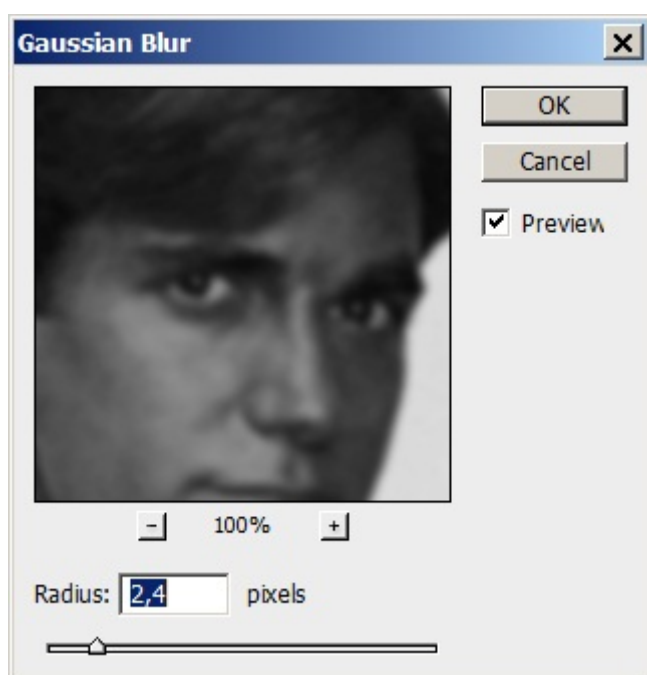 Gaussian Blur
OK
Cancel
Preview
- 100% +
Radius: 2,4 pixels